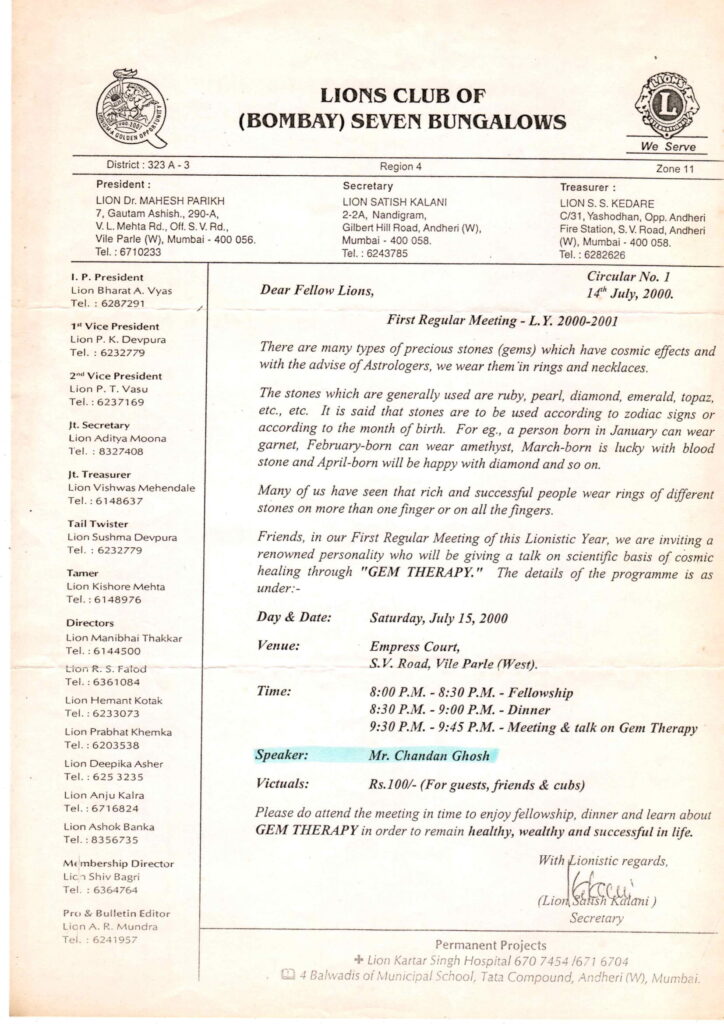 LIONS CLUB OF
(BOMBAY) SEVEN BUNGALOWS
LIONS
L
INTERNATIONAL
We Serve
District : 323 A - 3
Region 4
Zone 11
President :
LION Dr. MAHESH PARIKH
7, Gautam Ashish., 290-A,
V. L. Mehta Rd., Off. S. V. Rd.,
Vile Parle (W), Mumbai - 400 056.
Tel. : 6710233
Secretary
LION SATISH KALANI
2-2A, Nandigram,
Gilbert Hill Road, Andheri (W),
Mumbai - 400 058.
Tel. : 6243785
Treasurer :
LION S. S. KEDARE
C/31, Yashodhan, Opp. Andheri
Fire Station, S. V. Road, Andheri
(W), Mumbai - 400 058.
Tel. : 6282626
I. P. President
Lion Bharat A. Vyas
Tel. : 6287291
1st Vice President
Lion P. K. Devpura
Tel. : 6232779
2nd Vice President
Lion P. T. Vasu
Tel. : 6237169
Jt. Secretary
Lion Aditya Moona
Tel. : 8327408
Jt. Treasurer
Lion Vishwas Mehendale
Tel. : 6148637
Tail Twister
Lion Sushma Devpura
Tel. : 6232779
Tamer
Lion Kishore Mehta
Tel. : 6148976
Directors
Lion Manibhai Thakkar
Tel. : 6144500
Lion R. S. Falod
Tel. : 6361084
Lion Hemant Kotak
Tel. : 6233073
Lion Prabhat Khemka
Tel. : 6203538
Lion Deepika Asher
Tel. : 625 3235
Lion Anju Kalra
Tel. : 6716824
Lion Ashok Banka
Tel. : 8356735
Membership Director
Lion Shiv Bagri
Tel. : 6364764
Pro & Bulletin Editor
Lion A. R. Mundra
Tel. : 6241957
Circular No. 1
Dear Fellow Lions,
14th July, 2000.
First Regular Meeting - L.Y. 2000-2001
There are many types of precious stones (gems) which have cosmic effects and
with the advise of Astrologers, we wear them in rings and necklaces.
The stones which are generally used are ruby, pearl, diamond, emerald, topaz,
etc., etc. It is said that stones are to be used according to zodiac signs or
according to the month of birth. For eg., a person born in January can wear
garnet, February-born can wear amethyst, March-born is lucky with blood
stone and April-born will be happy with diamond and so on.
Many of us have seen that rich and successful people wear rings of different
stones on more than one finger or on all the fingers.
Friends, in our First Regular Meeting of this Lionistic Year, we are inviting a
renowned personality who will be giving a talk on scientific basis of cosmic
healing through "GEM THERAPY." The details of the programme is as
under:-
Day & Date: Saturday, July 15, 2000
Venue: Empress Court,
S.V. Road, Vile Parle (West).
Time: 8:00 P.M. - 8:30 P.M. - Fellowship
8:30 P.M. - 9:00 P.M. - Dinner
9:30 P.M. - 9:45 P.M. - Meeting & talk on Gem Therapy
Speaker: Mr. Chandan Ghosh
Victuals: Rs.100/- (For guests, friends & cubs)
Please do attend the meeting in time to enjoy fellowship, dinner and learn about
GEM THERAPY in order to remain healthy, wealthy and successful in life.
With Lionistic regards,
(Lion Satish Kalani )
Secretary
Permanent Projects
Lion Kartar Singh Hospital 670 7454 /671 6704
4 Balwadis of Municipal School, Tata Compound, Andheri (W), Mumbai.